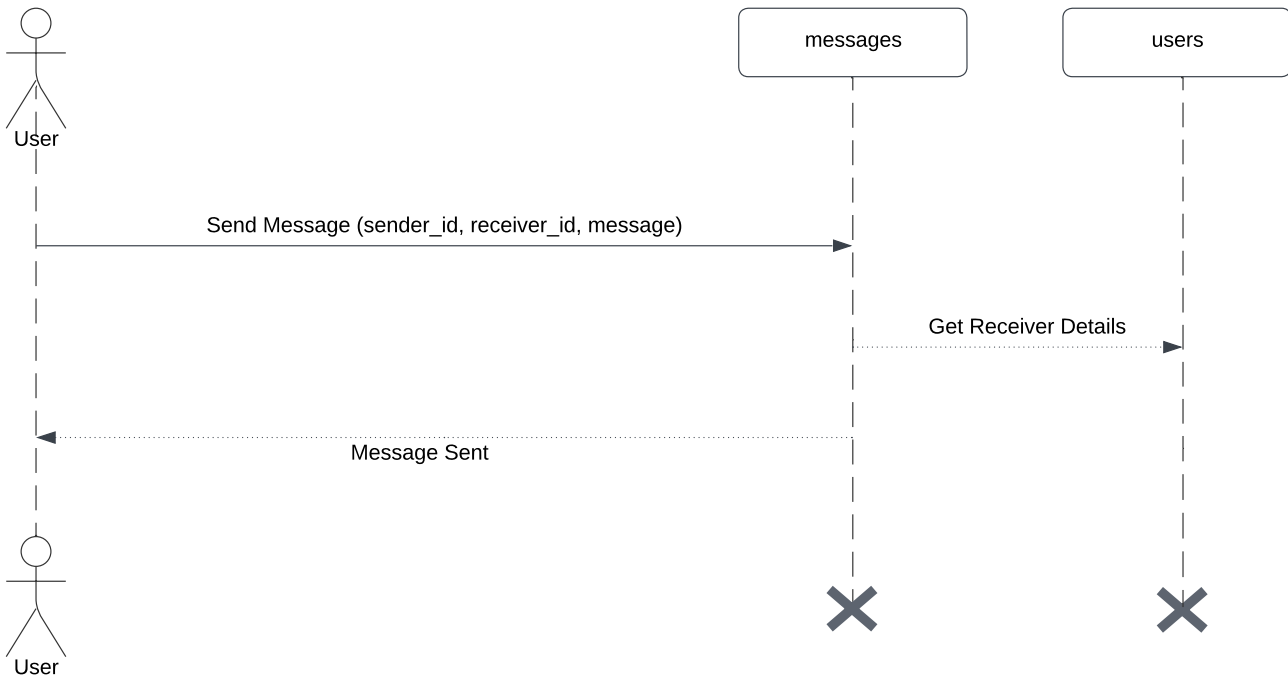 messages
users
User
Send Message (sender_id, receiver_id, message)
Get Receiver Details
Message Sent
User